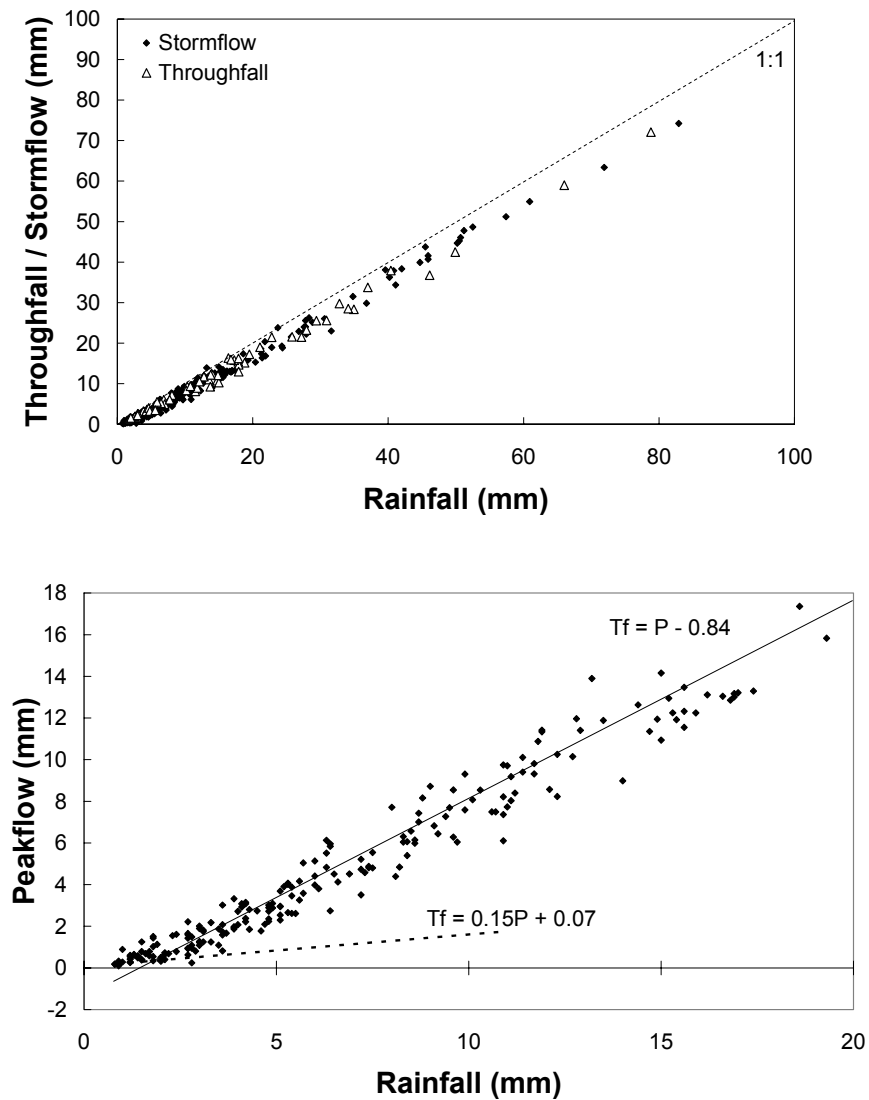 100
90
80
70
60
50
40
30
20
10
0
Throughfall / Stormflow (mm)
Stormflow
Throughfall
1:1
0 20 40 60 80 100
Rainfall (mm)
18
16
14
12
10
8
6
4
2
0
-2
Peakflow (mm)
Tf = P - 0.84
Tf = 0.15P + 0.07
0 5 10 15 20
Rainfall (mm)